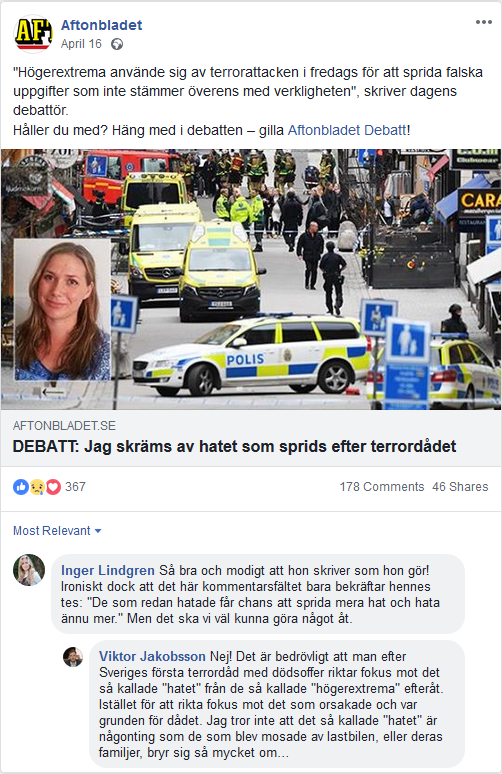 AF
Aftonbladet
April 16
"Högerextrema använde sig av terrorattacken i fredags för att sprida falska
uppgifter som inte stämmer överens med verkligheten", skriver dagens
debattör.
Håller du med? Häng med i debatten – gilla Aftonbladet Debatt!
CARA
POLIS
AFTONBLADET.SE
DEBATT: Jag skräms av hatet som sprids efter terrordådet
367
178 Comments 46 Shares
Most Relevant
Inger Lindgren Så bra och modigt att hon skriver som hon gör!
Ironiskt dock att det här kommentarsfältet bara bekräftar hennes
tes: "De som redan hatade får chans att sprida mera hat och hata
ännu mer." Men det ska vi väl kunna göra något åt.
Viktor Jakobsson Nej! Det är bedrövligt att man efter
Sveriges första terrordåd med dödsoffer riktar fokus mot det
så kallade "hatet" från de så kallade "högerextrema" efteråt.
Istället för att rikta fokus mot det som orsakade och var
grunden för dådet. Jag tror inte att det så kallade "hatet" är
någonting som de som blev mosade av lastbilen, eller deras
familjer, bryr sig så mycket om…